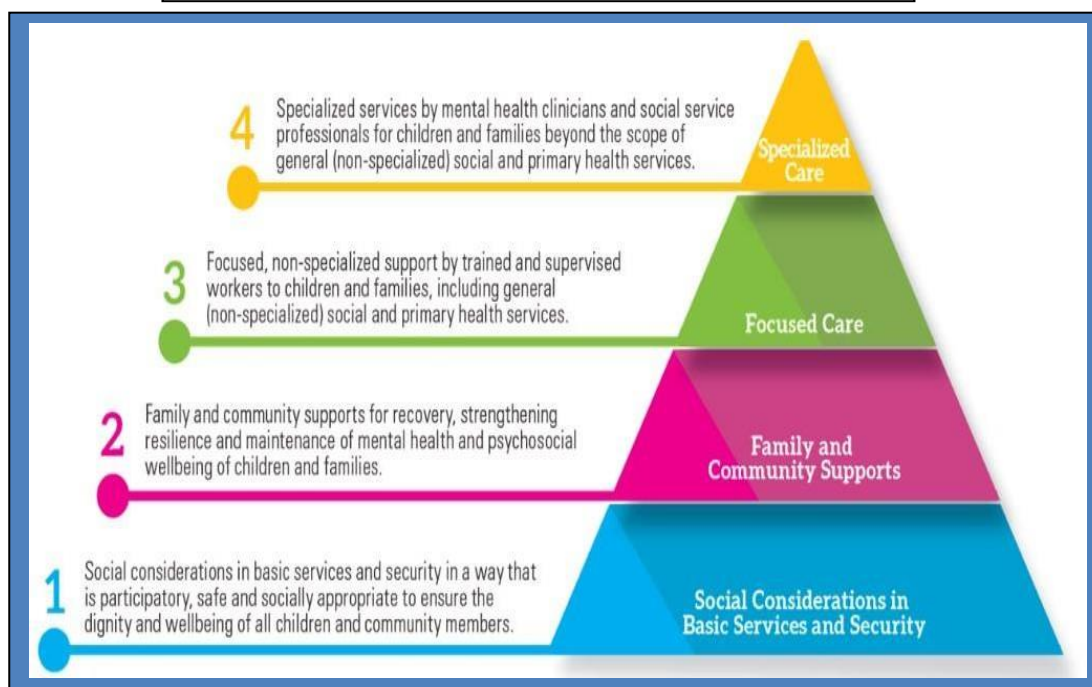 4
Specialized services by mental health clinicians and social service
professionals for children and families beyond the scope of
general (non-specialized) social and primary health services.
Specialized
Care
3
Focused, non-specialized support by trained and supervised
workers to children and families, including general
(non-specialized) social and primary health services.
Focused Care
2
Family and community supports for recovery, strengthening
resilience and maintenance of mental health and psychosocial
wellbeing of children and families.
Family and
Community Supports
1
Social considerations in basic services and security in a way that
is participatory, safe and socially appropriate to ensure the
dignity and wellbeing of all children and community members.
Social Considerations in
Basic Services and Security